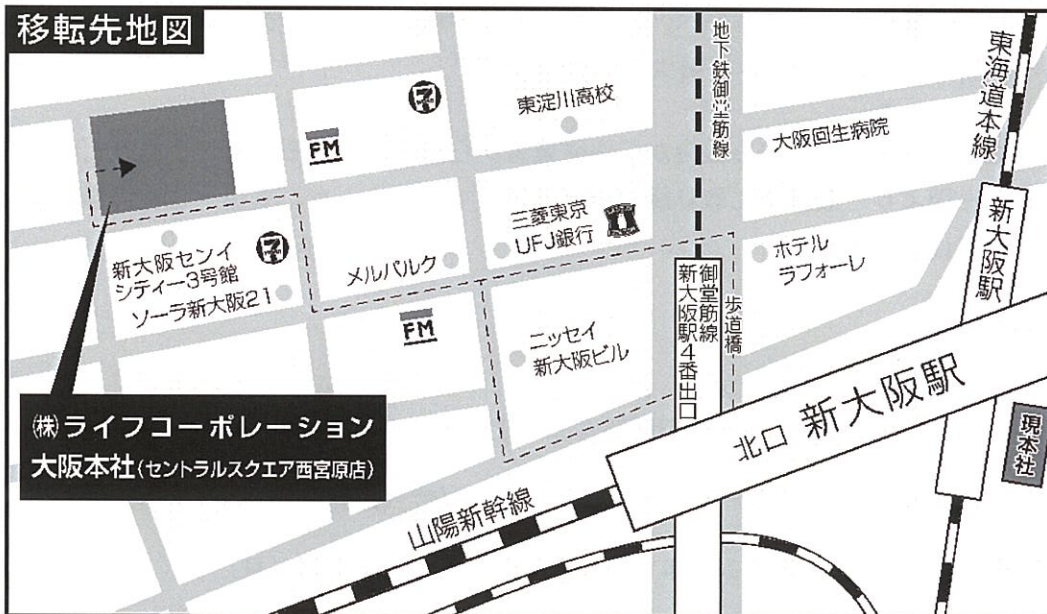 移転先地図
地下鉄御堂筋線
東海道本線
7
FM
東淀川高校
大阪回生病院
新大阪駅
三菱東京
UFJ銀行
新大阪センイ
シティー3号館
7
ソーラ新大阪21
メルパルク
ホテル
ラフォーレ
御堂筋線
新大阪駅4番出口
歩道橋
FM
ニッセイ
新大阪ビル
㈱ライフコーポレーション
大阪本社(セントラルスクエア西宮原店)
北口 新大阪駅
現本社
山陽新幹線